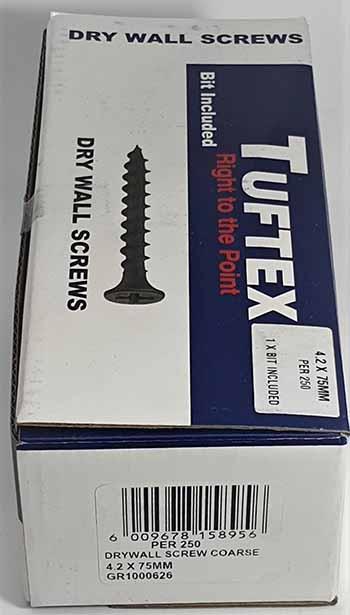 DRY WALL SCREWS
TUFTEX
Right to the Point
Bit Included
DRY WALL SCREWS
4.2 X 75MM
PER 250
1 X BIT INCLUDED
6 009678 158956
PER 250
DRYWALL SCREW COARSE
4.2 X 75MM
GR1000626